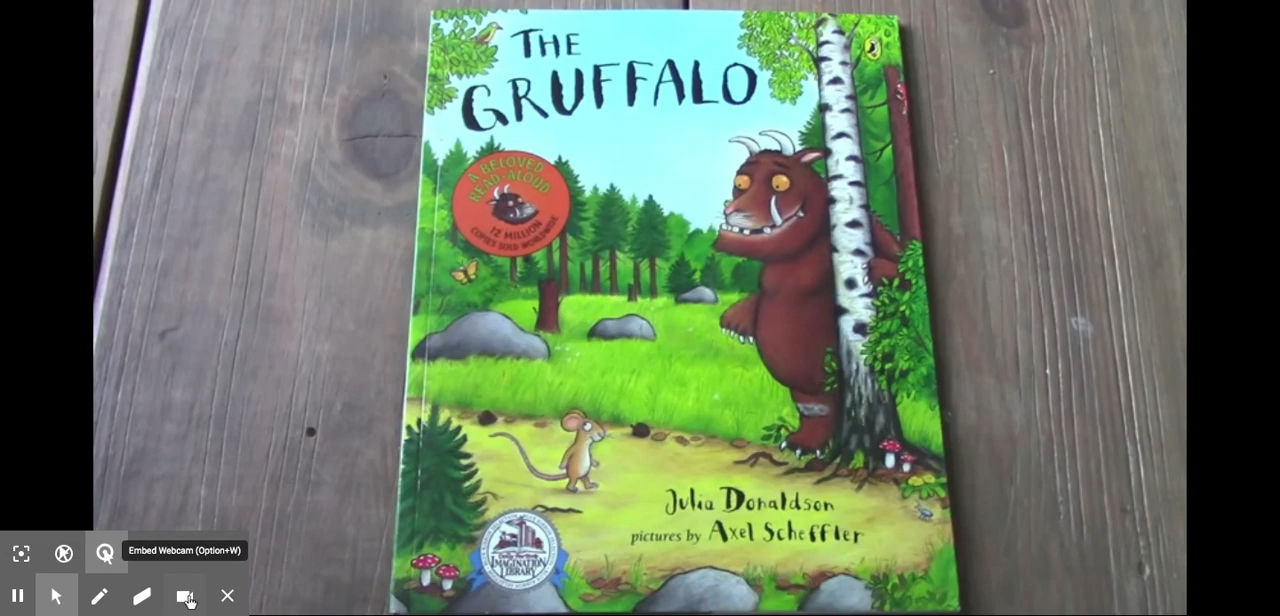 THE
GRUFFALO
A BELOVED
READ-ALOUD
12 MILLION
COPIES SOLD WORLDWIDE
Julia Donaldson
pictures by Axel Scheffler
IMAGINATION
LIBRARY
Embed Webcam (Option+W)